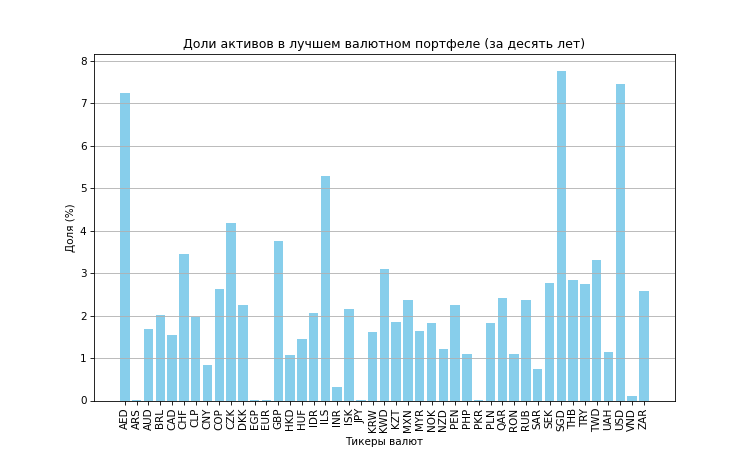 Доли активов в лучшем валютном портфеле (за десять лет)
8
7
6
5
4
3
2
1
0
Доля (%)
AED ARS AUD BRL CAD CHF CLP CNY COP CZK DKK EGP EUR GBP HKD HUF IDR ILS INR ISK JPY KRW KWD KZT MXN MYR NOK NZD PEN PHP PKR PLN QAR RON RUB SAR SEK SGD THB TRY TWD UAH USD VND ZAR
Тикеры валют